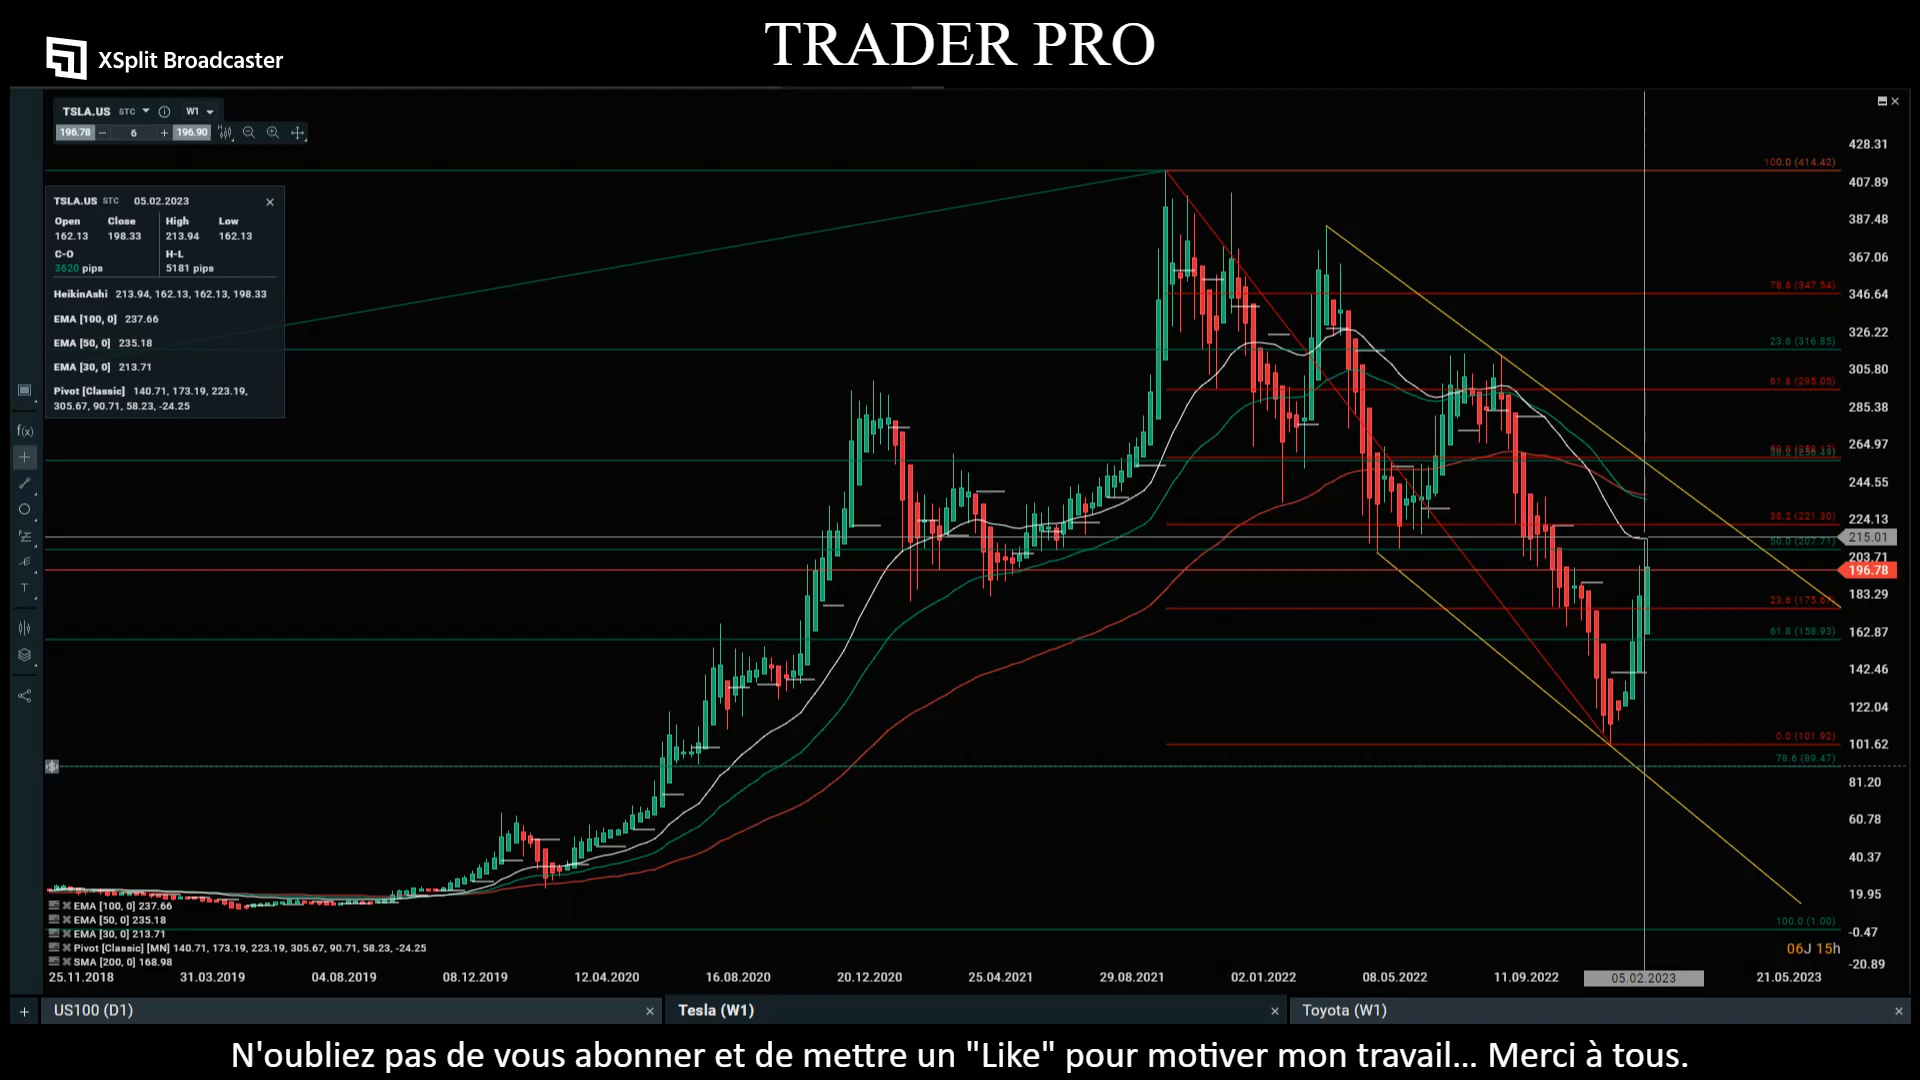 TRADER PRO
XSplit Broadcaster
TSLA.US STC W1
196.78 − 6 + 196.90
TSLA.US STC 05.02.2023
Open Close High Low
162.13 198.33 213.94 162.13
C-O H-L
3620 pips 5181 pips
HeikinAshi 213.94, 162.13, 162.13, 198.33
EMA [100, 0] 237.66
EMA [50, 0] 235.18
EMA [30, 0] 213.71
Pivot [Classic] 140.71, 173.19, 223.19,
305.67, 90.71, 58.23, -24.25
f(x)
T
428.31
100.0 (414.42)
407.89
387.48
367.06
78.6 (347.54)
346.64
326.22
23.6 (316.85)
305.80
61.8 (295.05)
285.38
264.97
244.55
38.2 (221.30)
224.13
215.01
50.0 (207.71)
203.71
196.78
183.29
23.6 (175.67)
61.8 (158.93)
162.87
142.46
122.04
0.0 (101.92)
101.62
78.6 (89.47)
81.20
60.78
40.37
19.95
100.0 (1.00)
-0.47
06J 15h
-20.89
EMA [100, 0] 237.66
EMA [50, 0] 235.18
EMA [30, 0] 213.71
Pivot [Classic] [MN] 140.71, 173.19, 223.19, 305.67, 90.71, 58.23, -24.25
SMA [200, 0] 168.98
25.11.2018 31.03.2019 04.08.2019 08.12.2019 12.04.2020 16.08.2020 20.12.2020 25.04.2021 29.08.2021 02.01.2022 08.05.2022 11.09.2022 05.02.2023 21.05.2023
+ US100 (D1) × Tesla (W1) × Toyota (W1) ×
N'oubliez pas de vous abonner et de mettre un "Like" pour motiver mon travail... Merci à tous.